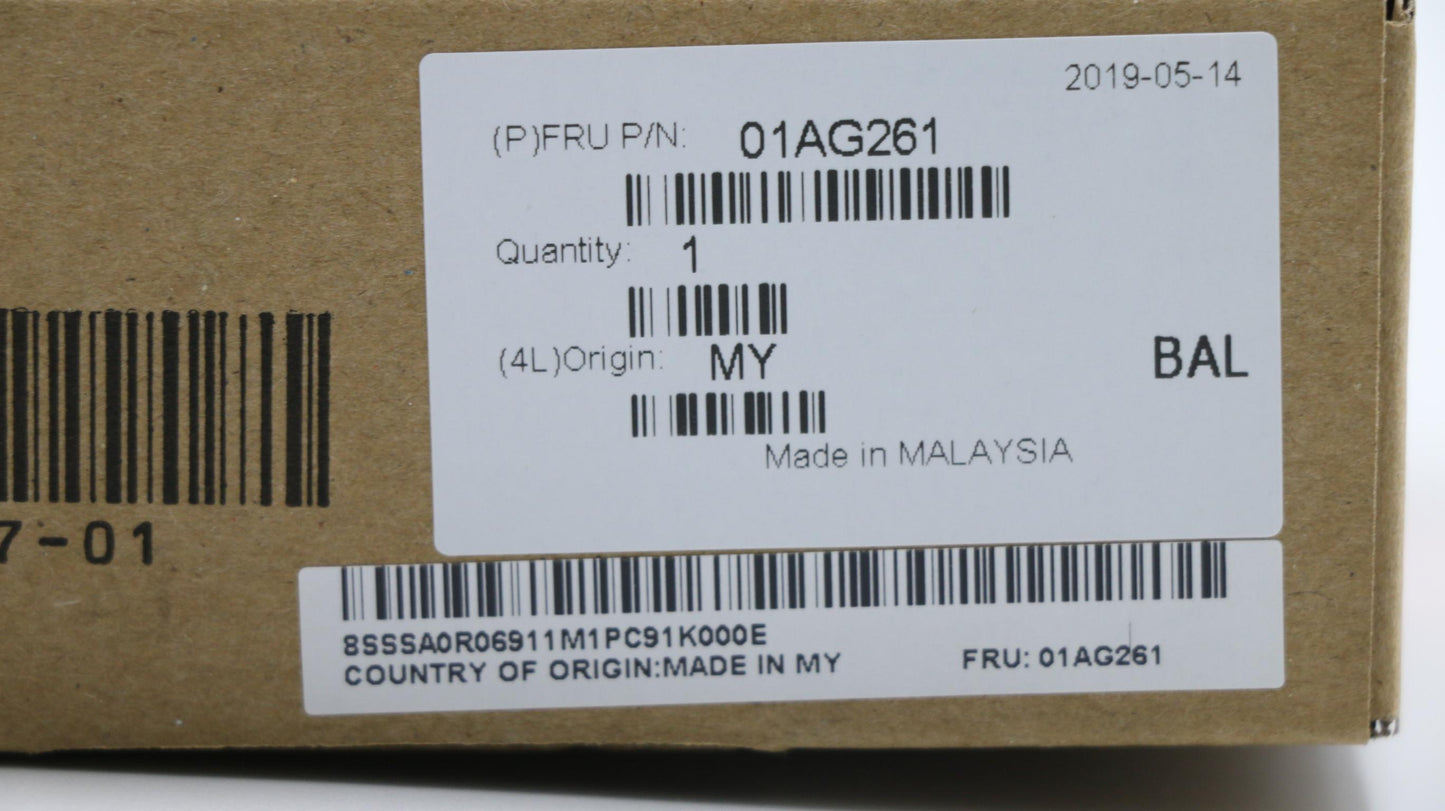 2019-05-14
(P)FRU P/N: 01AG261
Quantity: 1
(4L)Origin: MY
BAL
Made in MALAYSIA
7-01
8SSSA0R06911M1PC91K000E
COUNTRY OF ORIGIN:MADE IN MY
FRU: 01AG261